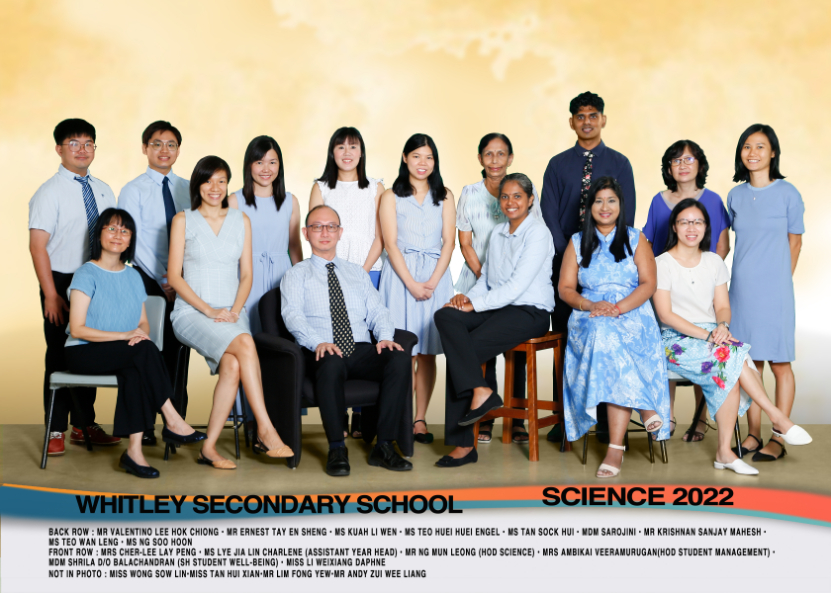 WHITLEY SECONDARY SCHOOL SCIENCE 2022
BACK ROW : MR VALENTINO LEE HOK CHIONG • MR ERNEST TAY EN SHENG • MS KUAH LI WEN • MS TEO HUEI HUEI ENGEL • MS TAN SOCK HUI • MDM SAROJINI • MR KRISHNAN SANJAY MAHESH •
MS TEO WAN LENG • MS NG SOO HOON
FRONT ROW : MRS CHER-LEE LAY PENG • MS LYE JIA LIN CHARLENE (ASSISTANT YEAR HEAD) • MR NG MUN LEONG (HOD SCIENCE) • MRS AMBIKAI VEERAMURUGAN(HOD STUDENT MANAGEMENT) •
MDM SHRILA D/O BALACHANDRAN (SH STUDENT WELL-BEING) • MISS LI WEIXIANG DAPHNE
NOT IN PHOTO : MISS WONG SOW LIN•MISS TAN HUI XIAN•MR LIM FONG YEW•MR ANDY ZUI WEE LIANG